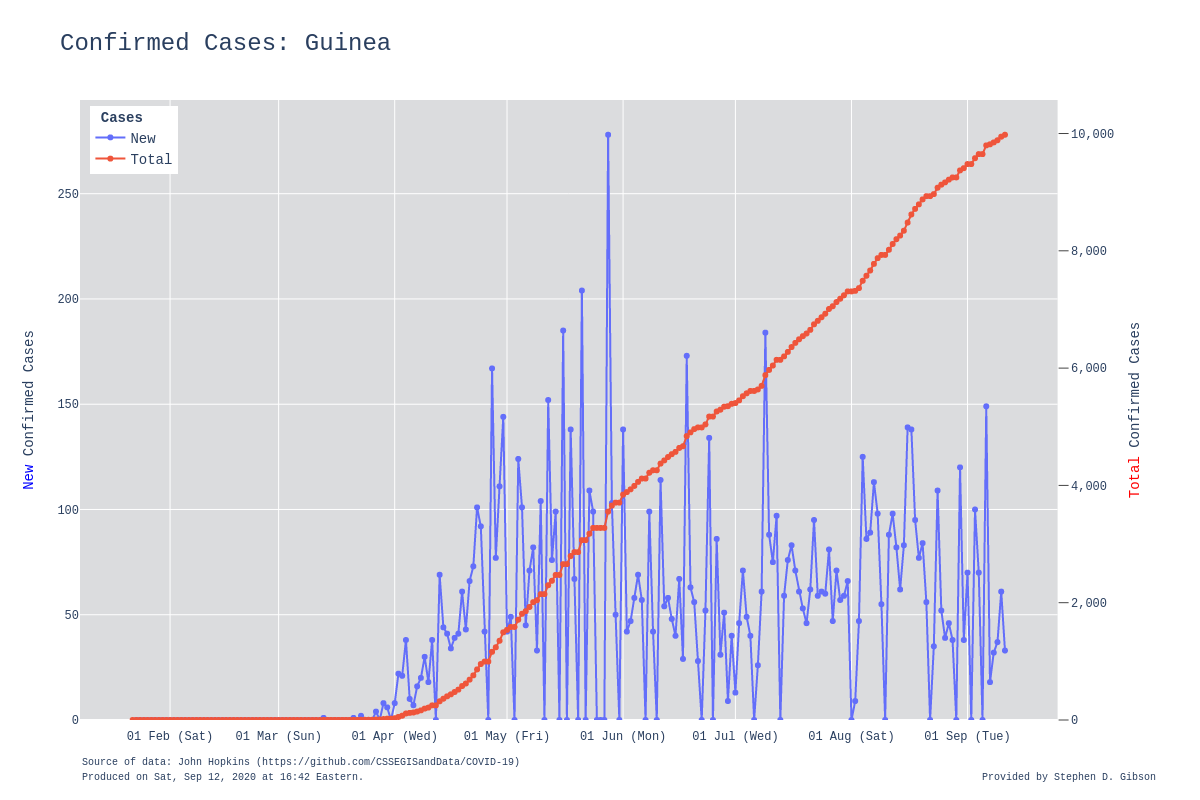 Confirmed Cases: Guinea
Cases
New
Total
250
200
150
100
50
0
10,000
8,000
6,000
4,000
2,000
0
New Confirmed Cases
Total Confirmed Cases
01 Feb (Sat)
01 Mar (Sun)
01 Apr (Wed)
01 May (Fri)
01 Jun (Mon)
01 Jul (Wed)
01 Aug (Sat)
01 Sep (Tue)
Source of data: John Hopkins (https://github.com/CSSEGISandData/COVID-19)
Produced on Sat, Sep 12, 2020 at 16:42 Eastern.
Provided by Stephen D. Gibson